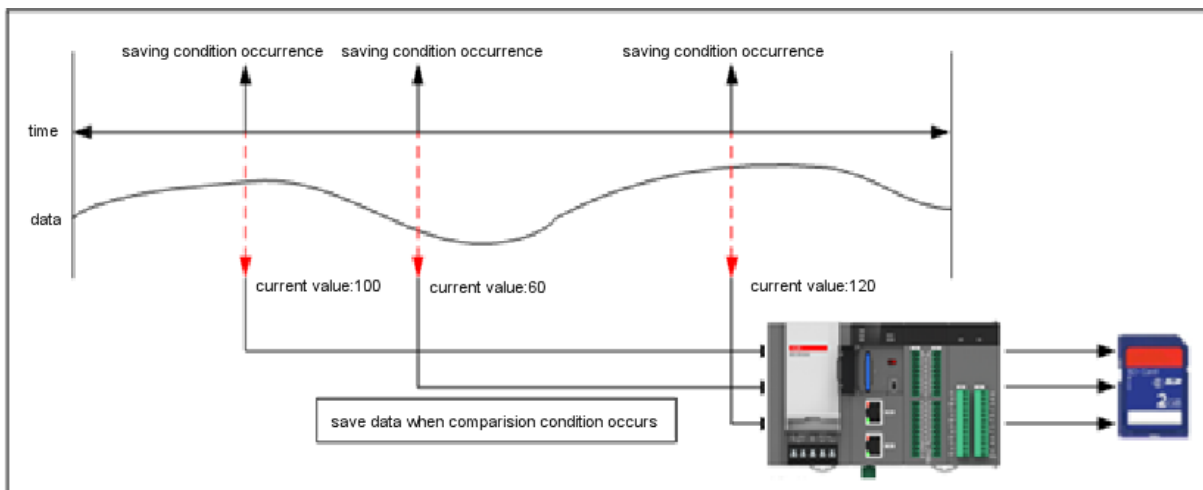 saving condition occurrence saving condition occurrence saving condition occurrence
time
data
current value:100 current value:60 current value:120
save data when comparision condition occurs